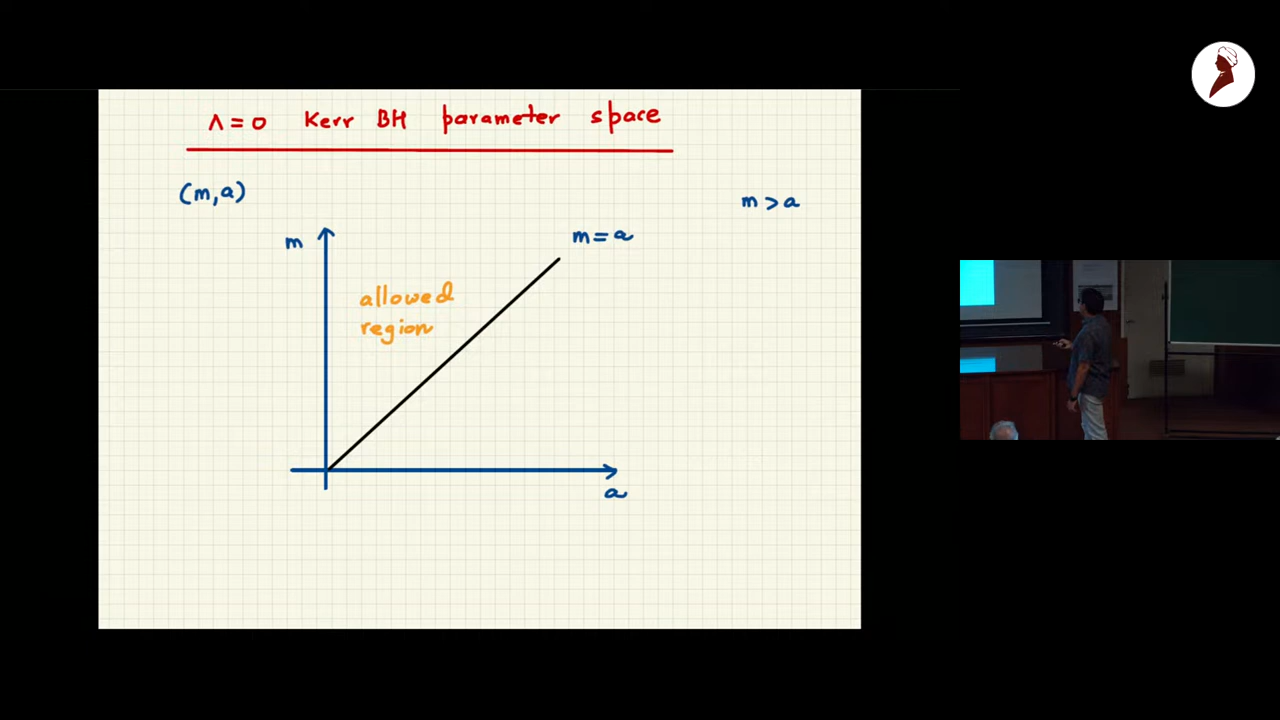 Λ = 0 Kerr BH parameter space
(m,a)
m > a
m
m = a
allowed
region
a